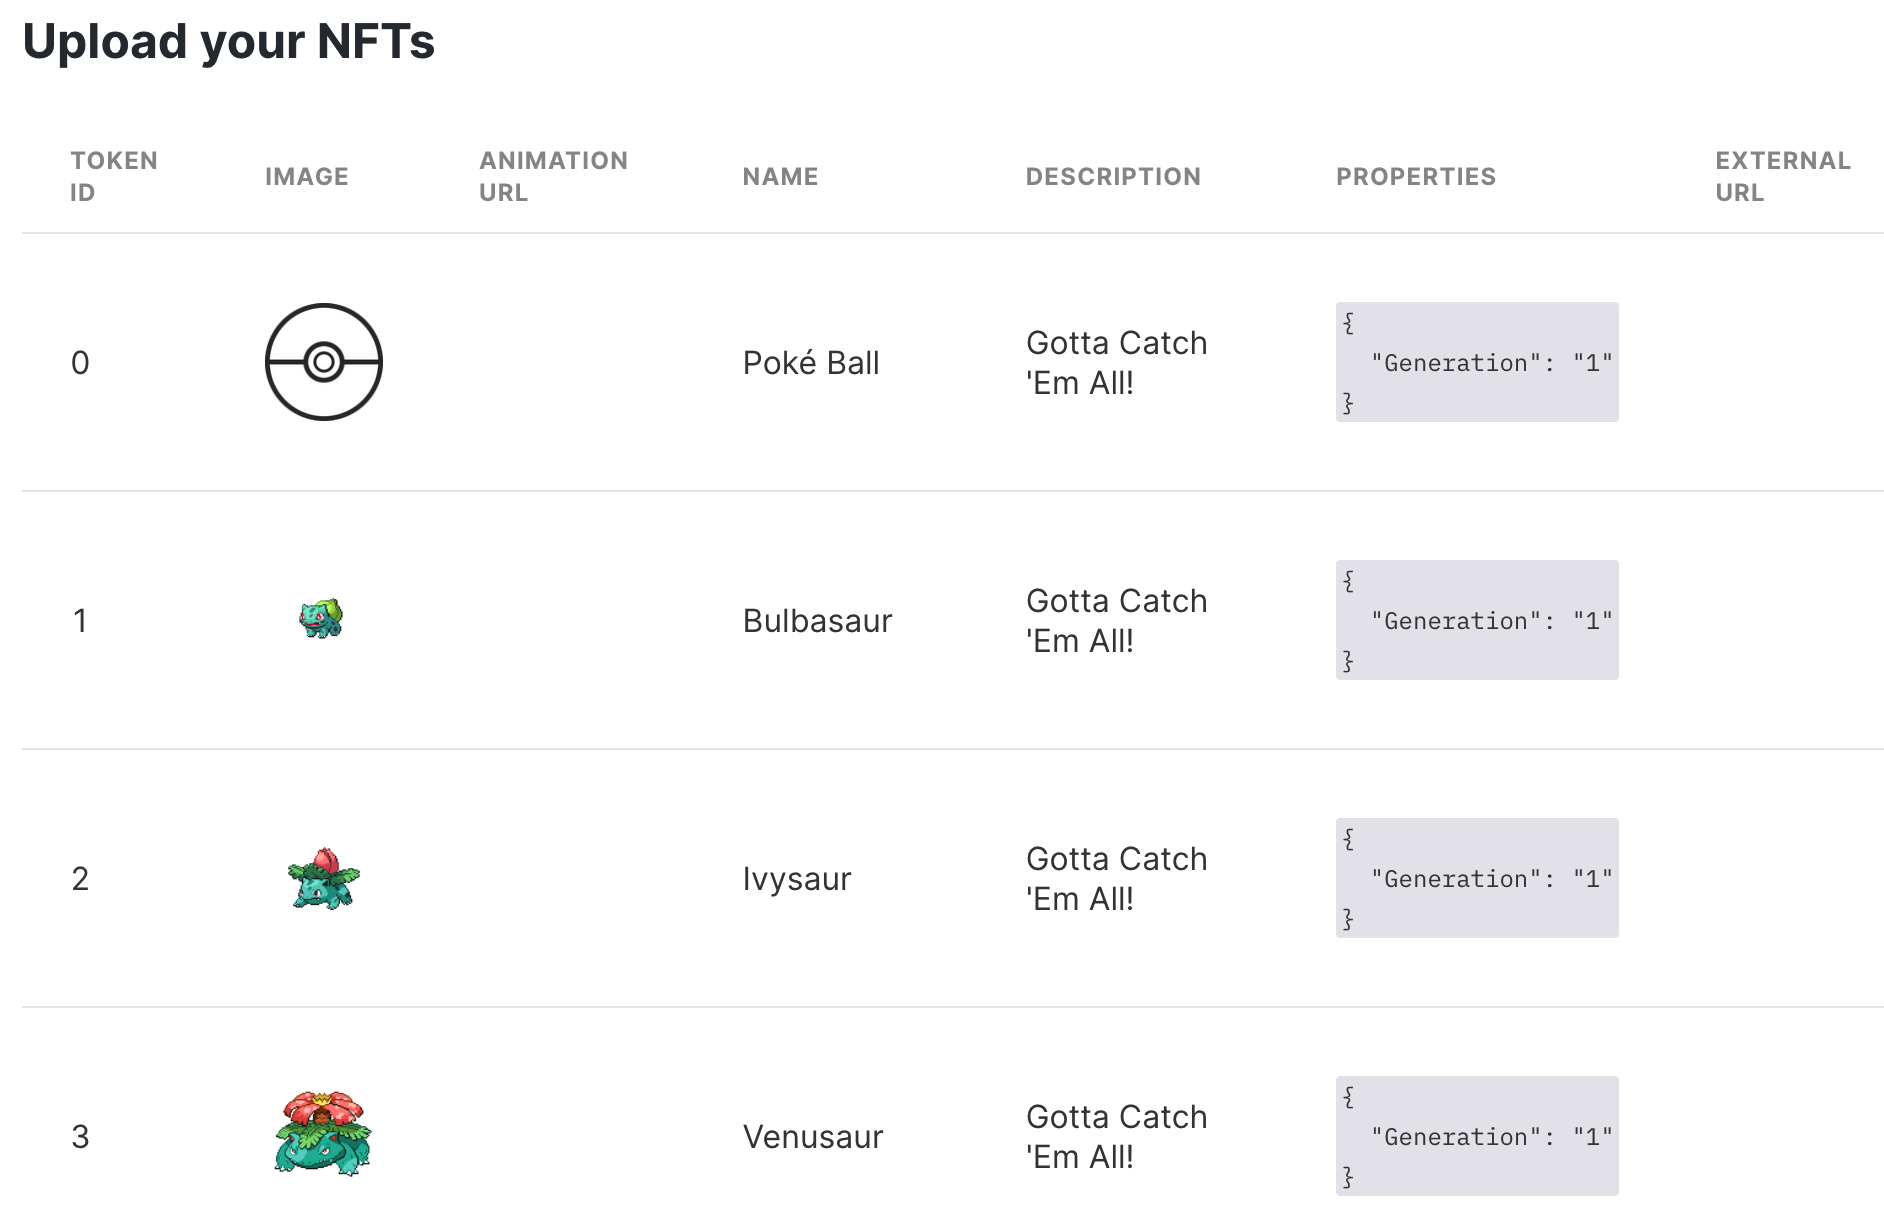 Upload your NFTs
TOKEN ID IMAGE ANIMATION URL NAME DESCRIPTION PROPERTIES EXTERNAL URL
0 Poké Ball Gotta Catch 'Em All! { "Generation": "1" }
1 Bulbasaur Gotta Catch 'Em All! { "Generation": "1" }
2 Ivysaur Gotta Catch 'Em All! { "Generation": "1" }
3 Venusaur Gotta Catch 'Em All! { "Generation": "1" }